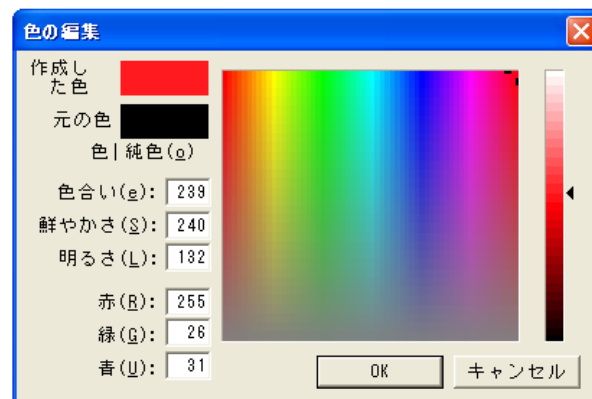 色の編集
作成し
た色
元の色
色|純色(o)
色合い(e): 239
鮮やかさ(S): 240
明るさ(L): 132
赤(R): 255
緑(G): 26
青(U): 31
OK キャンセル